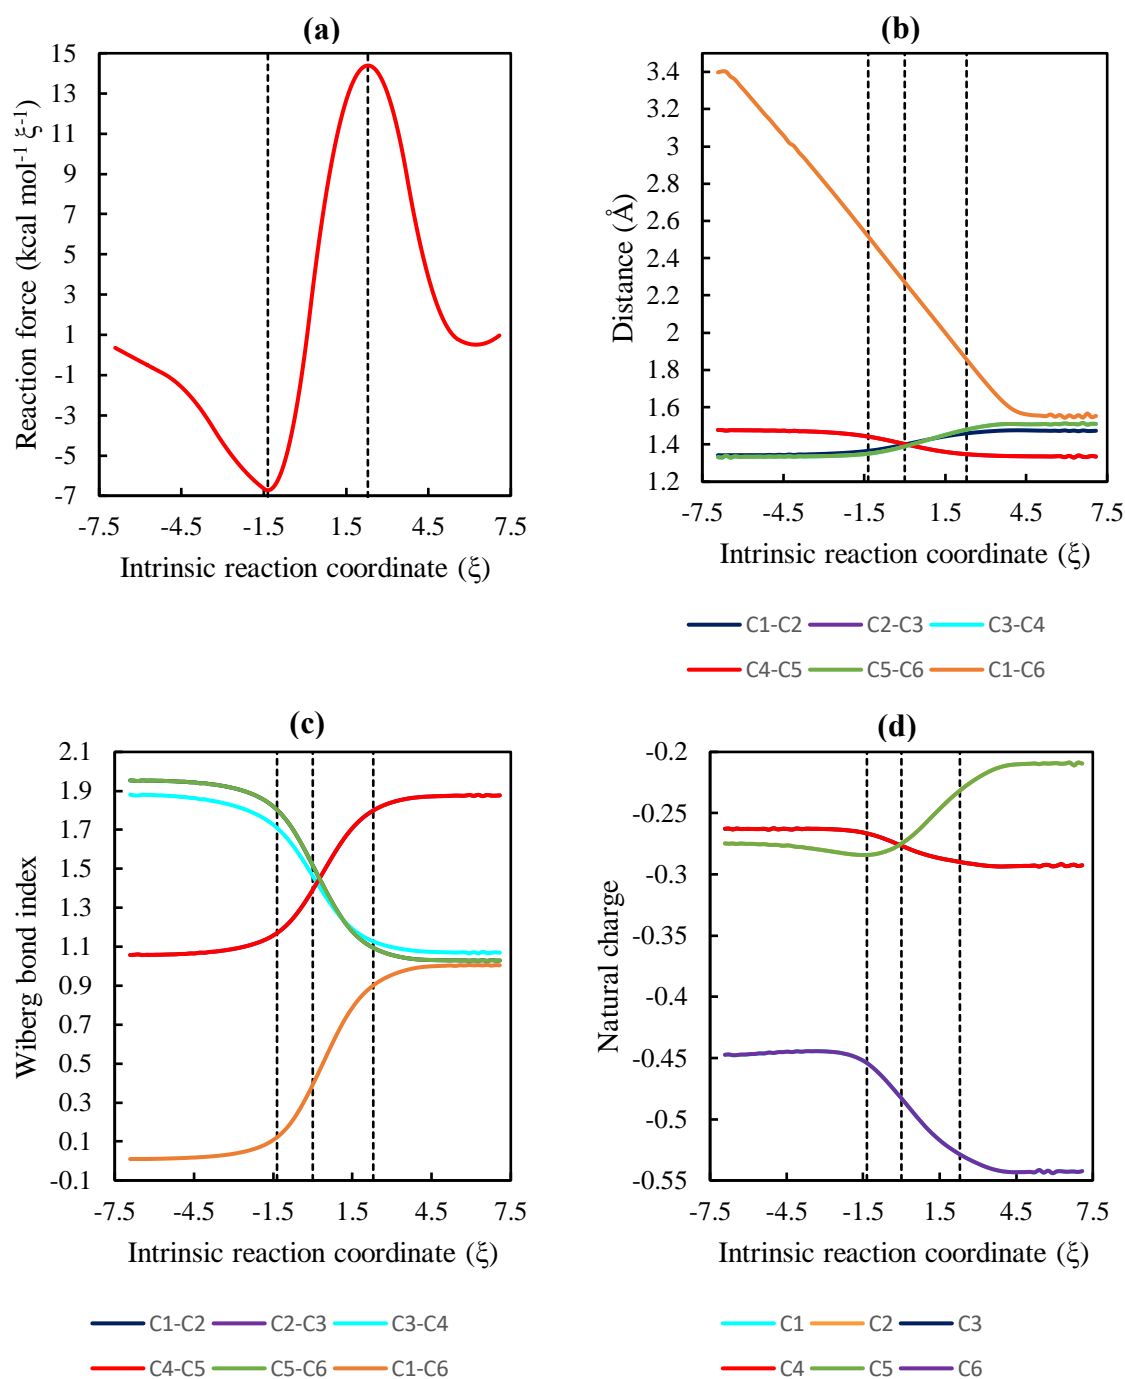 (a)
15
13
11
9
7
5
3
1
-1
-3
-5
-7
-7.5 -4.5 -1.5 1.5 4.5 7.5
Reaction force (kcal mol⁻¹ ξ⁻¹)
Intrinsic reaction coordinate (ξ)
(b)
3.4
3
2.6
2.2
2
1.6
1.4
1.2
-7.5 -4.5 -1.5 1.5 4.5 7.5
Distance (Å)
Intrinsic reaction coordinate (ξ)
C1-C2 C2-C3 C3-C4
C4-C5 C5-C6 C1-C6
(c)
2.1
1.9
1.7
1.5
1.3
1.1
0.9
0.7
0.5
0.3
0.1
-0.1
-7.5 -4.5 -1.5 1.5 4.5 7.5
Wiberg bond index
Intrinsic reaction coordinate (ξ)
C1-C2 C2-C3 C3-C4
C4-C5 C5-C6 C1-C6
(d)
-0.2
-0.25
-0.3
-0.35
-0.4
-0.45
-0.5
-0.55
-7.5 -4.5 -1.5 1.5 4.5 7.5
Natural charge
Intrinsic reaction coordinate (ξ)
C1 C2 C3
C4 C5 C6